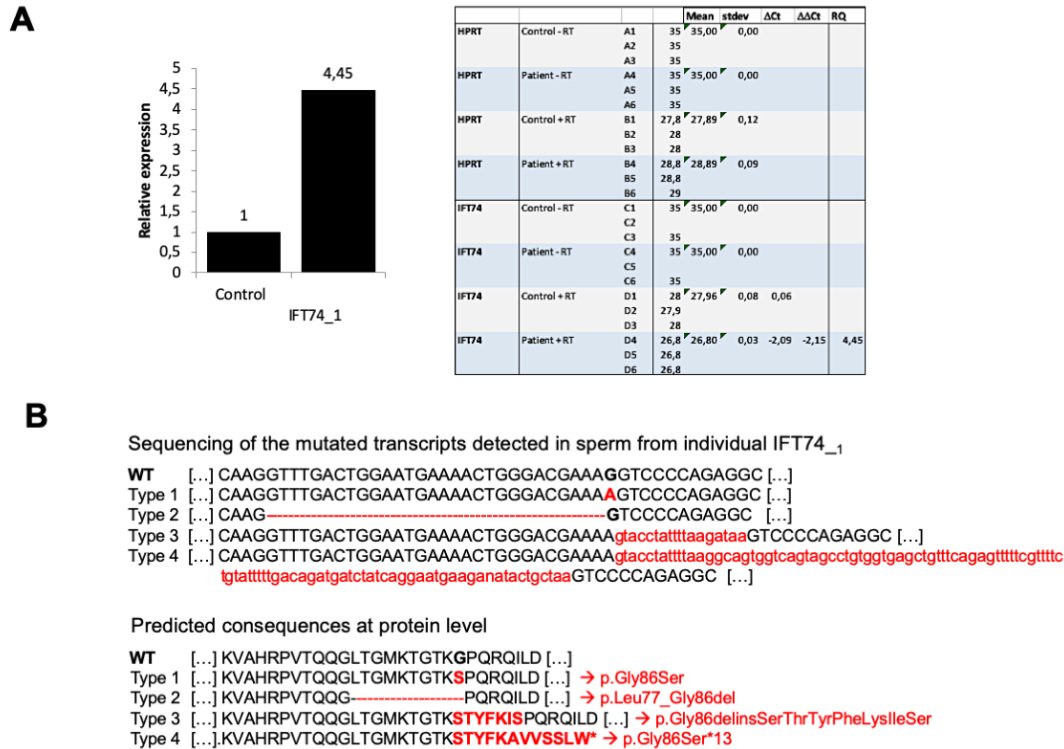 A
Relative expression
5
4,5
4
3,5
3
2,5
2
1,5
1
0,5
0
1
4,45
Control
IFT74_1
Mean stdev ΔCt ΔΔCt RQ
HPRT Control - RT A1 35 35,00 0,00
A2 35
A3 35
HPRT Patient - RT A4 35 35,00 0,00
A5 35
A6 35
HPRT Control + RT B1 27,8 27,89 0,12
B2 28
B3 28
HPRT Patient + RT B4 28,8 28,89 0,09
B5 28,8
B6 29
IFT74 Control - RT C1 35 35,00 0,00
C2
C3 35
IFT74 Patient - RT C4 35 35,00 0,00
C5
C6 35
IFT74 Control + RT D1 28 27,96 0,08 0,06
D2 27,9
D3 28
IFT74 Patient + RT D4 26,8 26,80 0,03 -2,09 -2,15 4,45
D5 26,8
D6 26,8
B
Sequencing of the mutated transcripts detected in sperm from individual IFT74_1
WT [...] CAAGGTTTGACTGGAATGAAAACTGGGACGAAAGGTCCCCAGAGGC [...]
Type 1 [...] CAAGGTTTGACTGGAATGAAAACTGGGACGAAAAGTCCCCAGAGGC [...]
Type 2 [...] CAAG------------------------------------------------------------GTCCCCAGAGGC [...]
Type 3 [...] CAAGGTTTGACTGGAATGAAAACTGGGACGAAAAgtacctattttaagataaGTCCCCAGAGGC [...]
Type 4 [...] CAAGGTTTGACTGGAATGAAAACTGGGACGAAAAgtacctattttaaggcagtggtcagtagcctgtggtgagctgtttcagagtttttcgttttc
tgtatttttgacagatgatctatcaggaatgaaganatactgctaaGTCCCCAGAGGC [...]
Predicted consequences at protein level
WT [...] KVAHRPVTQQGLTGMKTGTKGPQRQILD [...]
Type 1 [...] KVAHRPVTQQGLTGMKTGTKSPQRQILD [...] → p.Gly86Ser
Type 2 [...] KVAHRPVTQQG--------------------PQRQILD [...] → p.Leu77_Gly86del
Type 3 [...] KVAHRPVTQQGLTGMKTGTKSTYFKISPQRQILD [...] → p.Gly86delinsSerThrTyrPheLysIleSer
Type 4 [...] KVAHRPVTQQGLTGMKTGTKSTYFKAVVSSLW* → p.Gly86Ser*13